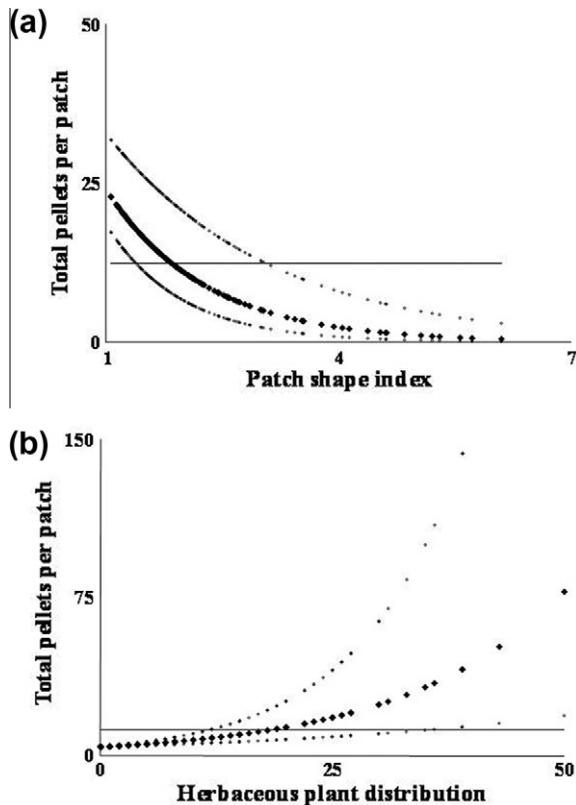 (a)
50
25
0
Total pellets per patch
1
4
7
Patch shape index
(b)
150
75
0
Total pellets per patch
0
25
50
Herbaceous plant distribution